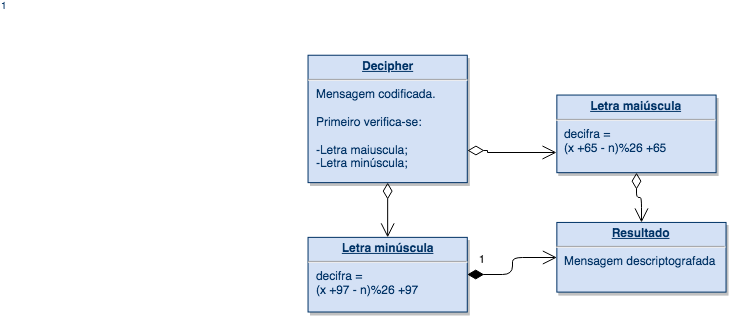 1
Decipher
Mensagem codificada.
Primeiro verifica-se:
-Letra maiuscula;
-Letra minúscula;
Letra maiúscula
decifra =
(x +65 - n)%26 +65
Letra minúscula
decifra =
(x +97 - n)%26 +97
1
Resultado
Mensagem descriptografada